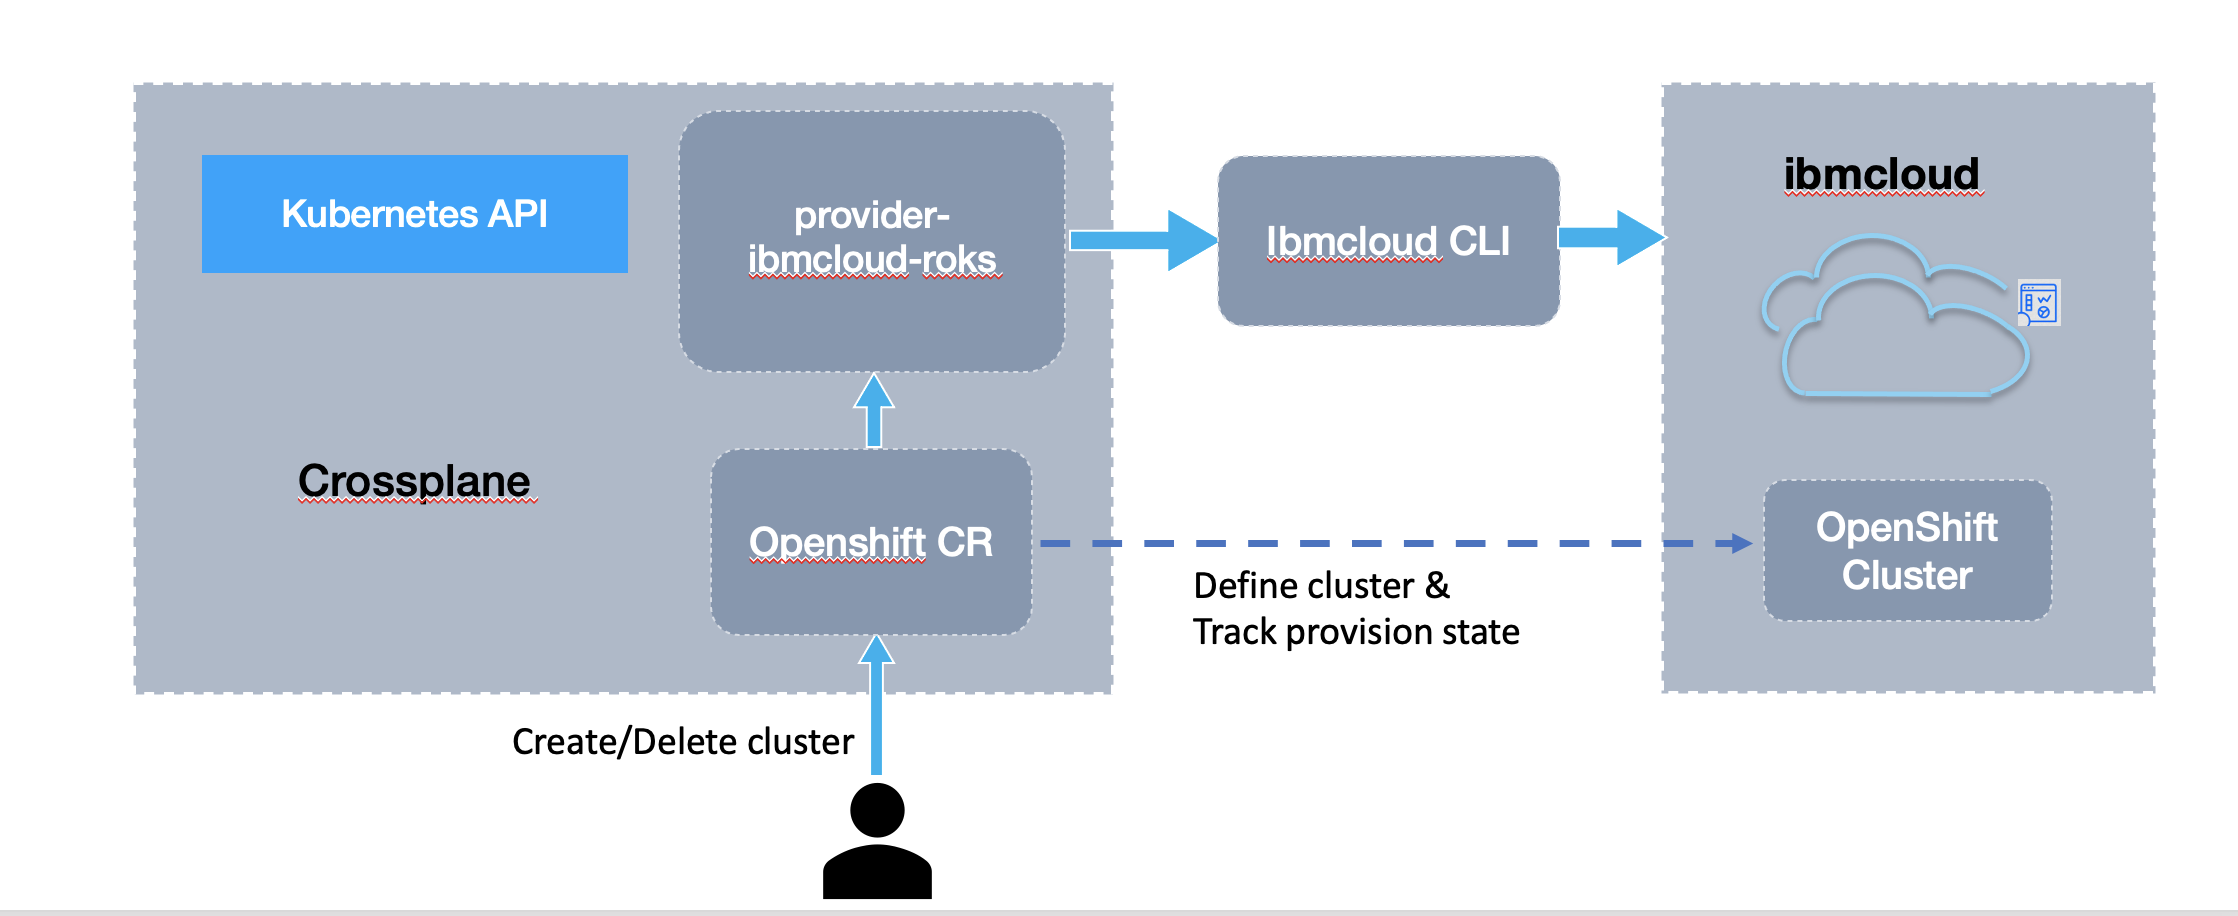 Kubernetes API
provider-
ibmcloud-roks
Ibmcloud CLI
ibmcloud
Crossplane
Openshift CR
OpenShift
Cluster
Define cluster &
Track provision state
Create/Delete cluster